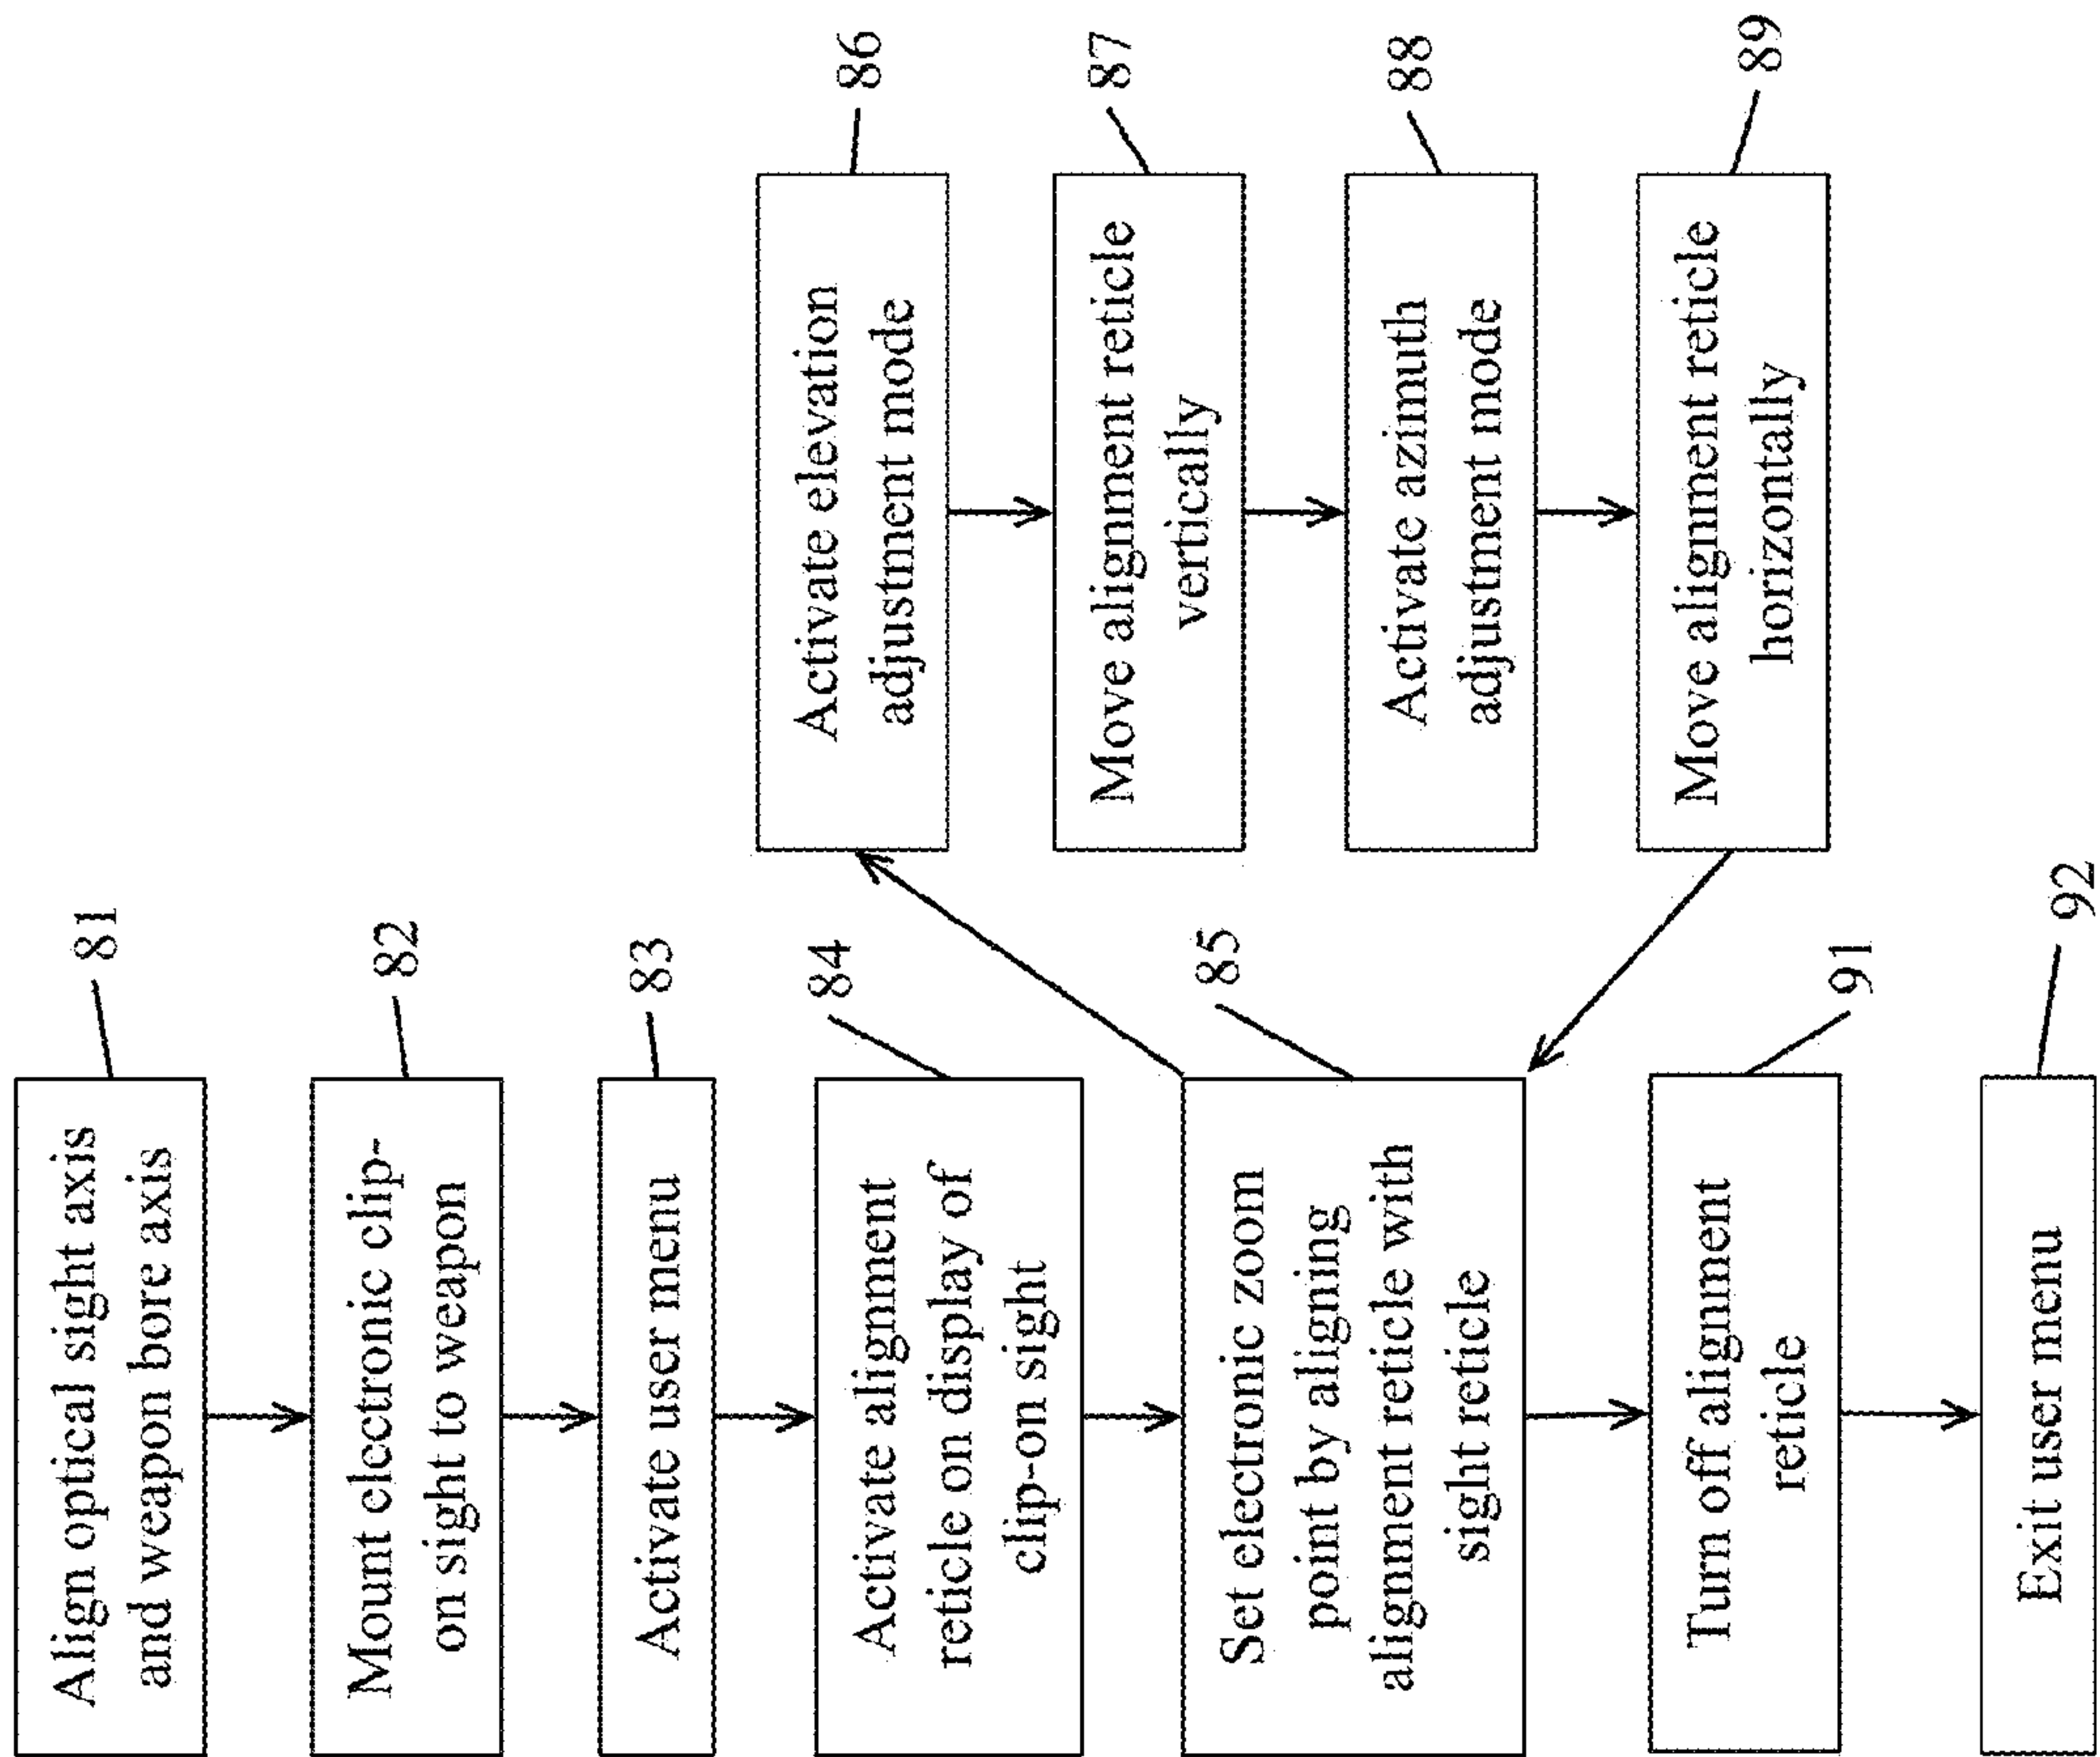 Align optical sight axis
and weapon bore axis
81
Mount electronic clip-
on sight to weapon
82
Activate user menu
83
Activate alignment
reticle on display of
clip-on sight
84
Set electronic zoom
point by aligning
alignment reticle with
sight reticle
85
Activate elevation
adjustment mode
86
Move alignment reticle
vertically
87
Activate azimuth
adjustment mode
88
Move alignment reticle
horizontally
89
Turn off alignment
reticle
91
Exit user menu
92